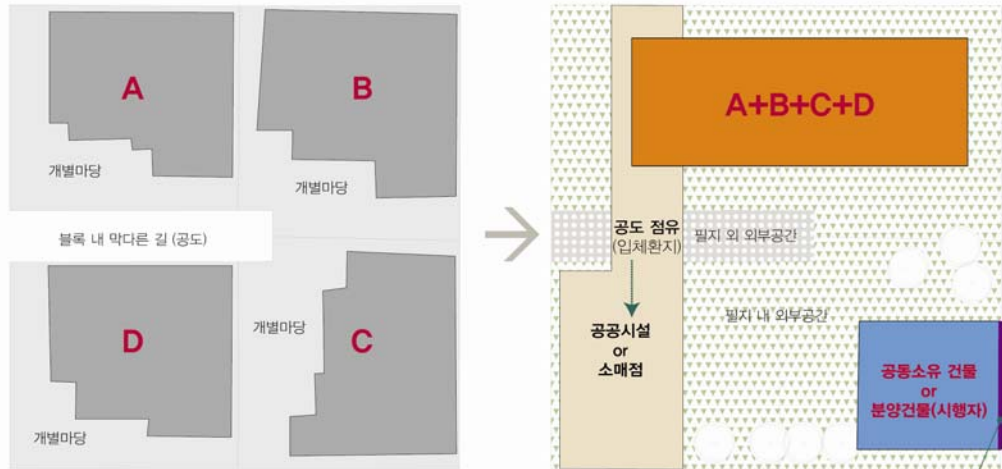 A
개별마당
B
개별마당
블록 내 막다른 길 (공도)
D
개별마당
개별마당
C
A+B+C+D
공도 점유
(입체환지)
필지 외 외부공간
필지 내 외부공간
공공시설
or
소매점
공동소유 건물
or
분양건물(시행자)